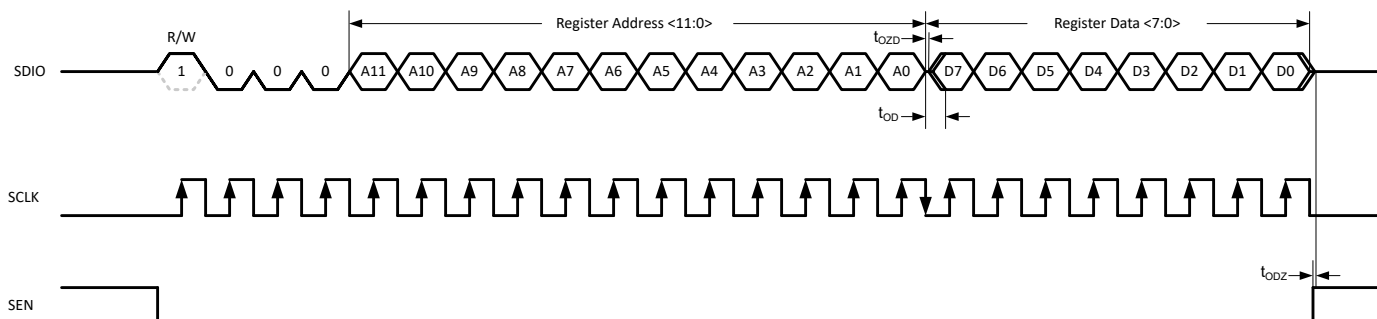 Register Address <11:0> Register Data <7:0>
R/W
tOZD
SDIO 1 0 0 0 A11 A10 A9 A8 A7 A6 A5 A4 A3 A2 A1 A0 D7 D6 D5 D4 D3 D2 D1 D0
tOD
SCLK
tODZ
SEN